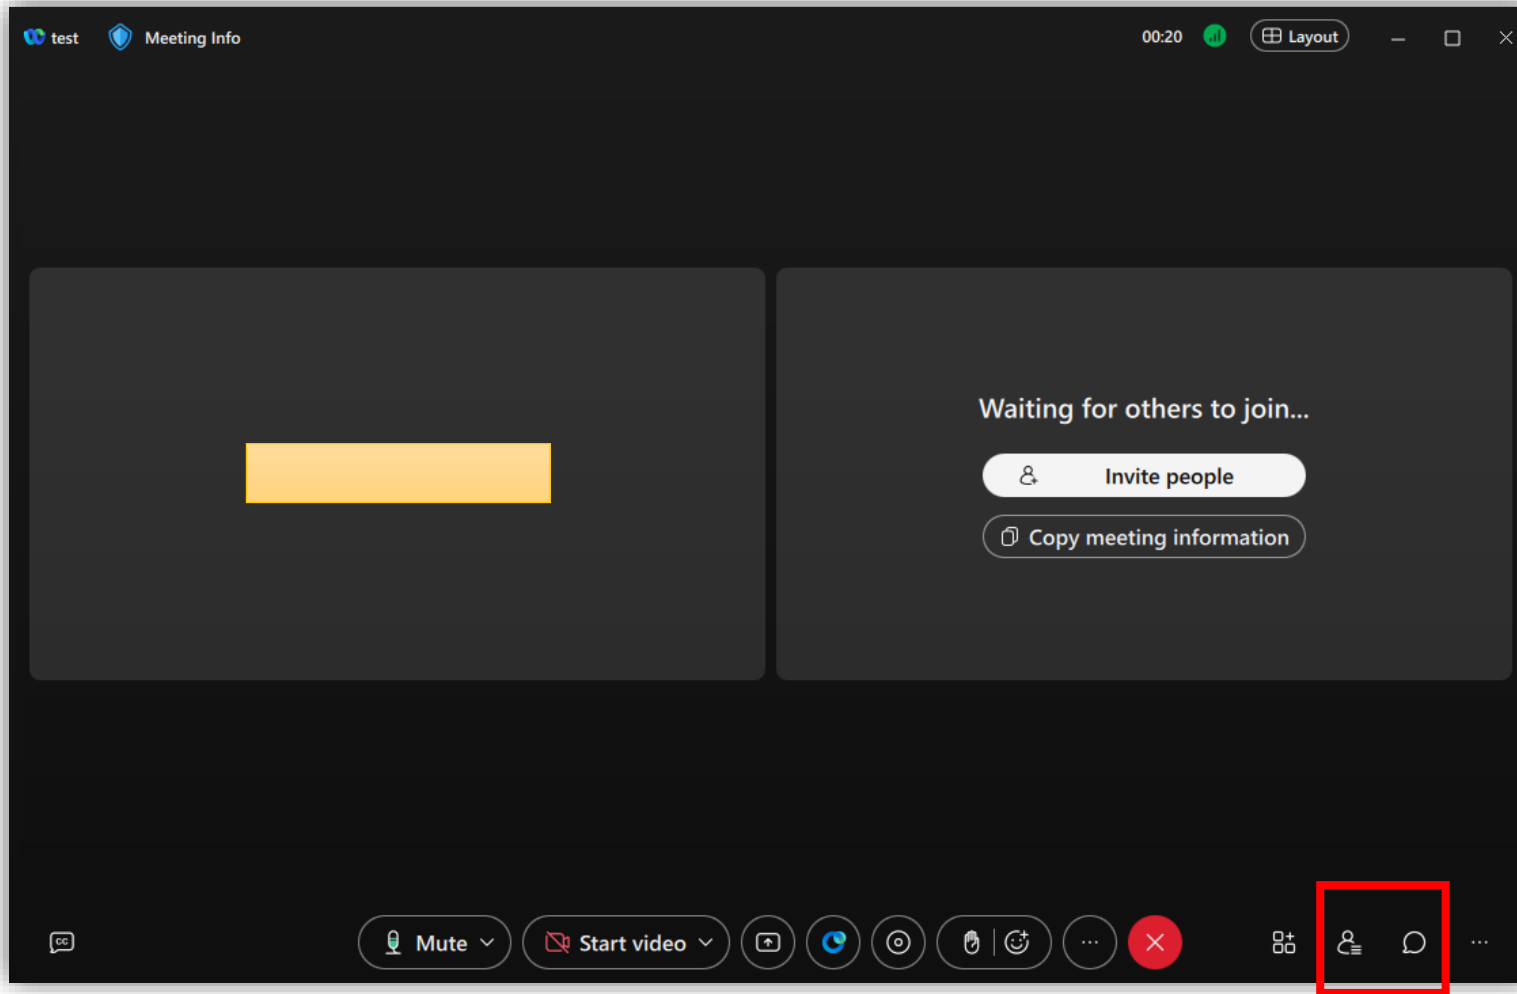 test
Meeting Info
00:20
Layout
Waiting for others to join...
Invite people
Copy meeting information
CC
Mute
Start video